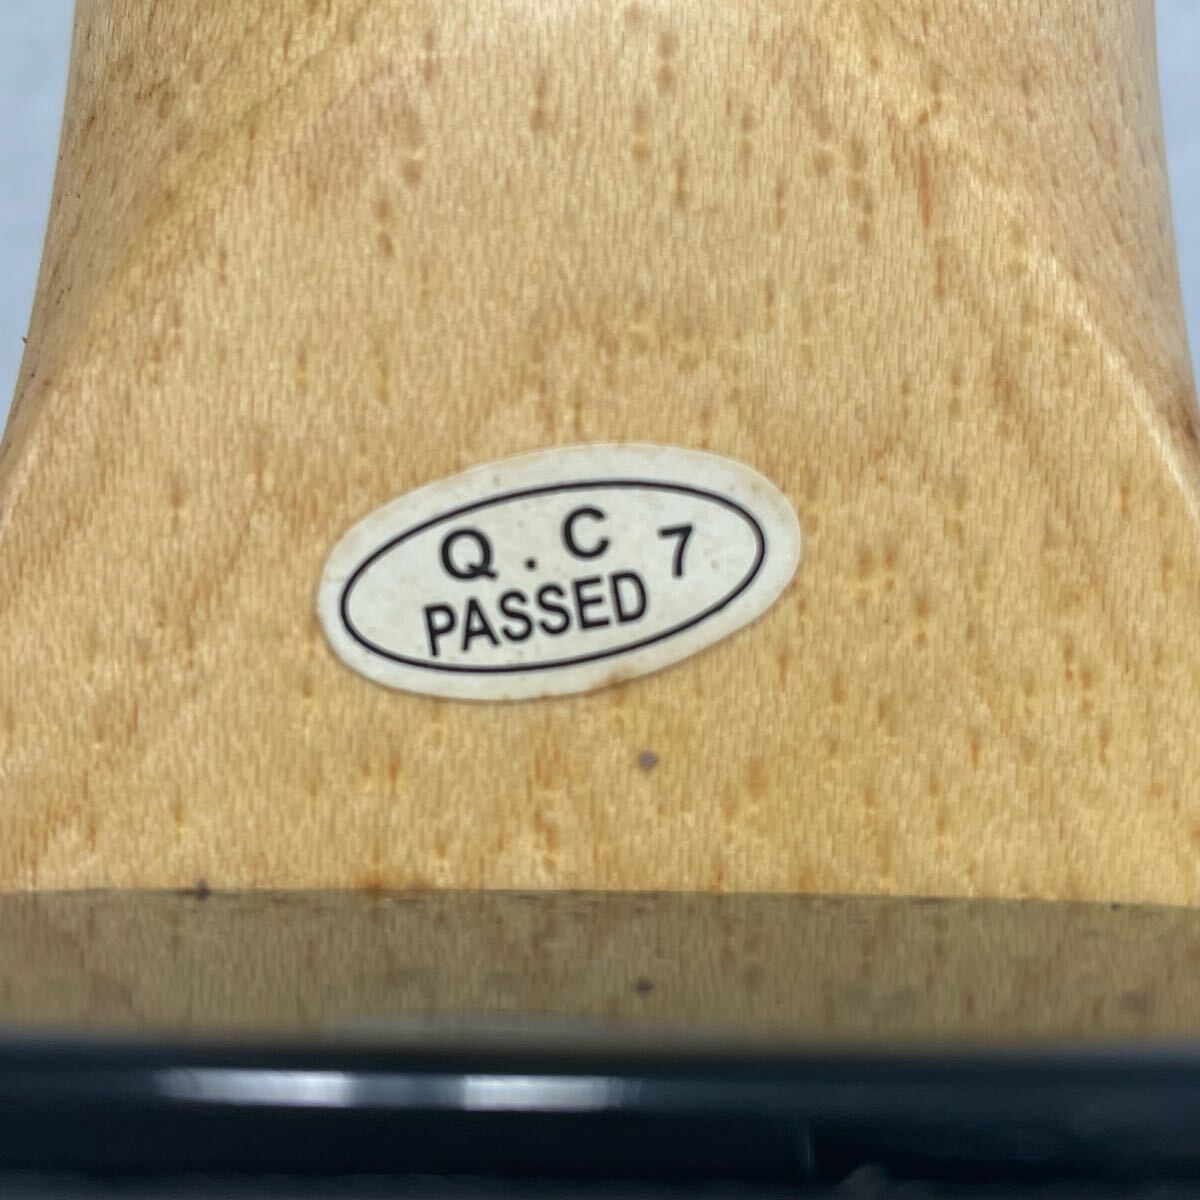 Q . C 7
PASSED